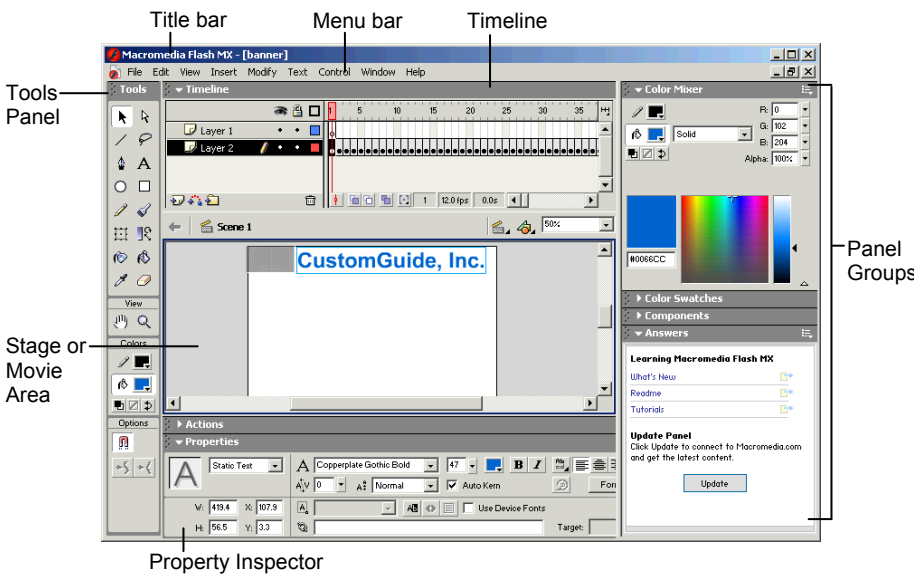 Title bar
Menu bar
Timeline
Macromedia Flash MX - [banner]
File Edit View Insert Modify Text Control Window Help
Tools
Timeline
Color Mixer
Tools
Panel
5 10 15 20 25 30 35
Layer 1
Layer 2
1 12.0 fps 0.0s
Scene 1
50%
R: 0
G: 102
B: 204
Alpha: 100%
Solid
#0066CC
Panel
Groups
CustomGuide, Inc.
View
Colors
Options
Stage or
Movie
Area
Color Swatches
Components
Answers
Learning Macromedia Flash MX
What's New
Readme
Tutorials
Update Panel
Click Update to connect to Macromedia.com
and get the latest content.
Update
Actions
Properties
A
Static Text
A Copperplate Gothic Bold 47 B I
A V 0 Normal Auto Kern
For
W: 419.4 X: 107.9
H: 56.5 Y: 3.3
Use Device Fonts
Target:
Property Inspector